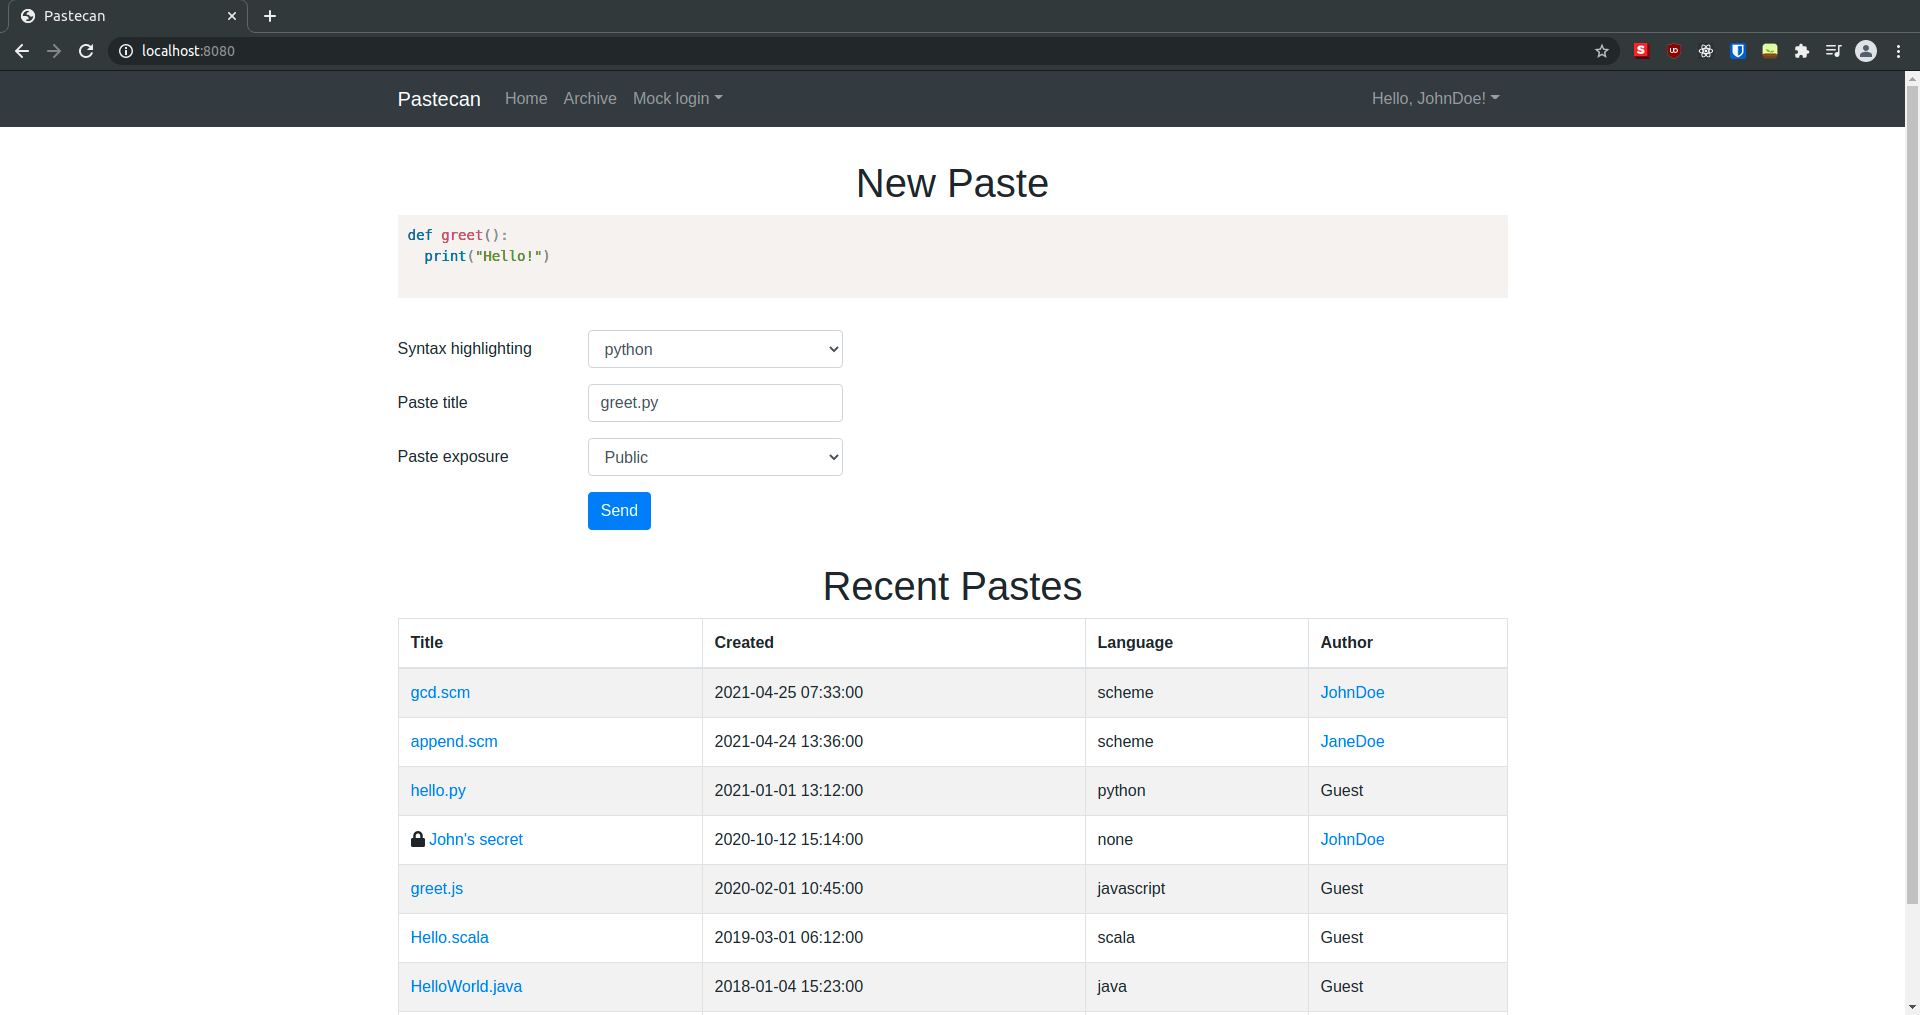 Pastecan
localhost:8080
Pastecan Home Archive Mock login Hello, JohnDoe!
New Paste
def greet():
  print("Hello!")
Syntax highlighting python
Paste title greet.py
Paste exposure Public
Send
Recent Pastes
Title Created Language Author
gcd.scm 2021-04-25 07:33:00 scheme JohnDoe
append.scm 2021-04-24 13:36:00 scheme JaneDoe
hello.py 2021-01-01 13:12:00 python Guest
John's secret 2020-10-12 15:14:00 none JohnDoe
greet.js 2020-02-01 10:45:00 javascript Guest
Hello.scala 2019-03-01 06:12:00 scala Guest
HelloWorld.java 2018-01-04 15:23:00 java Guest